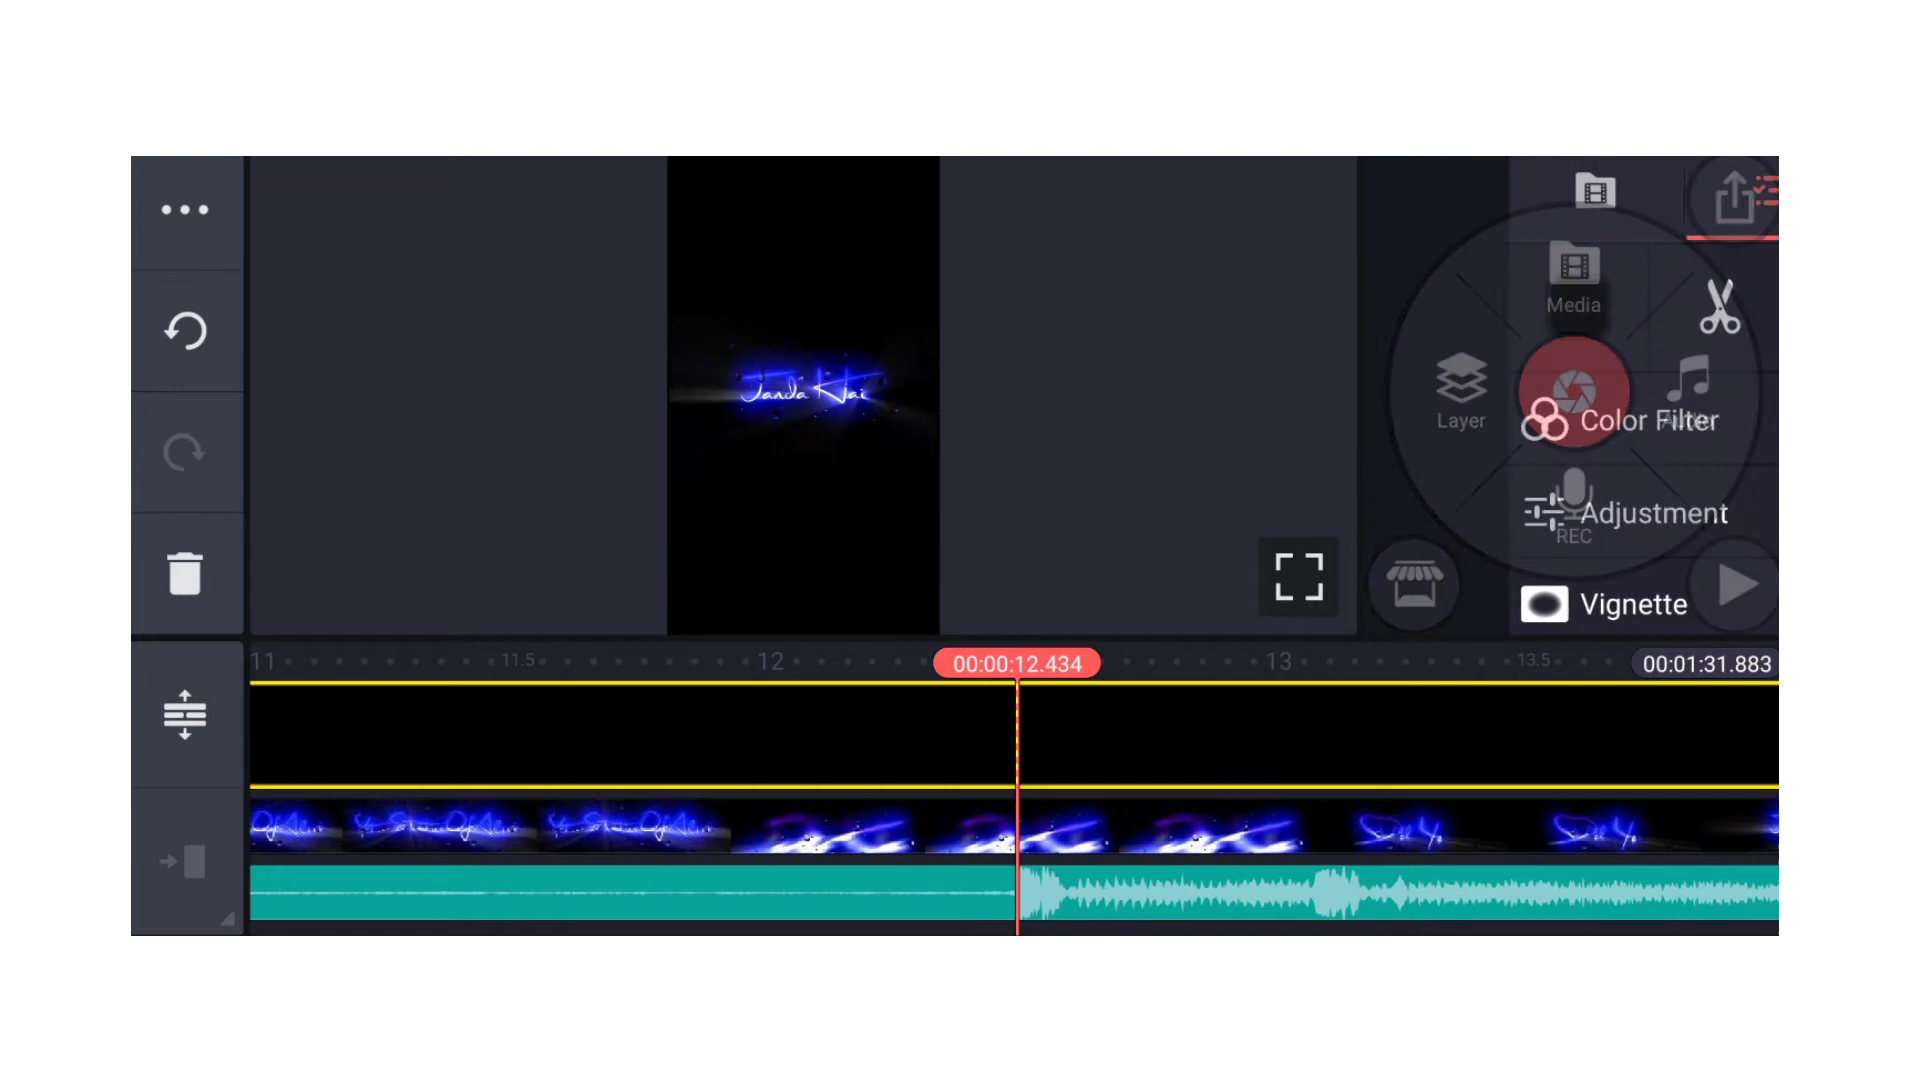 Media
Layer
Color Filter
Adjustment
REC
Vignette
11
11.5
12
00:00:12.434
13
13.5
00:01:31.883